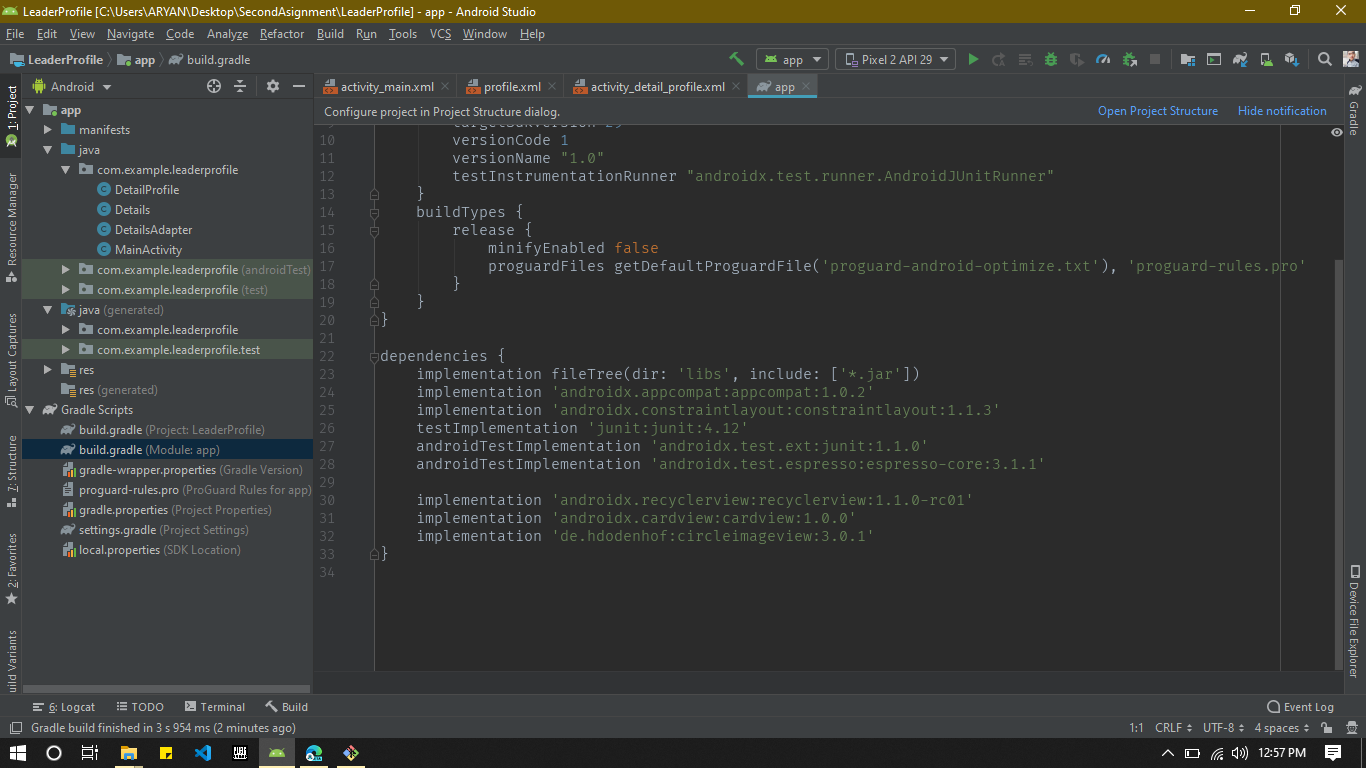 LeaderProfile [C:\Users\ARYAN\Desktop\SecondAsignment\LeaderProfile] - app - Android Studio
File Edit View Navigate Code Analyze Refactor Build Run Tools VCS Window Help
LeaderProfile app build.gradle
app Pixel 2 API 29
Android
activity_main.xml profile.xml activity_detail_profile.xml app
Configure project in Project Structure dialog. Open Project Structure Hide notification
1: Project
Resource Manager
Layout Captures
7: Structure
2: Favorites
uild Variants
app
manifests
java
com.example.leaderprofile
DetailProfile
Details
DetailsAdapter
MainActivity
com.example.leaderprofile (androidTest)
com.example.leaderprofile (test)
java (generated)
com.example.leaderprofile
com.example.leaderprofile.test
res
res (generated)
Gradle Scripts
build.gradle (Project: LeaderProfile)
build.gradle (Module: app)
gradle-wrapper.properties (Gradle Version)
proguard-rules.pro (ProGuard Rules for app)
gradle.properties (Project Properties)
settings.gradle (Project Settings)
local.properties (SDK Location)
9 targetSdkVersion 29
10 versionCode 1
11 versionName "1.0"
12 testInstrumentationRunner "androidx.test.runner.AndroidJUnitRunner"
13 }
14 buildTypes {
15 release {
16 minifyEnabled false
17 proguardFiles getDefaultProguardFile('proguard-android-optimize.txt'), 'proguard-rules.pro'
18 }
19 }
20 }
21
22 dependencies {
23 implementation fileTree(dir: 'libs', include: ['*.jar'])
24 implementation 'androidx.appcompat:appcompat:1.0.2'
25 implementation 'androidx.constraintlayout:constraintlayout:1.1.3'
26 testImplementation 'junit:junit:4.12'
27 androidTestImplementation 'androidx.test.ext:junit:1.1.0'
28 androidTestImplementation 'androidx.test.espresso:espresso-core:3.1.1'
29
30 implementation 'androidx.recyclerview:recyclerview:1.1.0-rc01'
31 implementation 'androidx.cardview:cardview:1.0.0'
32 implementation 'de.hdodenhof:circleimageview:3.0.1'
33 }
34
Gradle
Device File Explorer
6: Logcat TODO Terminal Build Event Log
Gradle build finished in 3 s 954 ms (2 minutes ago) 1:1 CRLF UTF-8 4 spaces
12:57 PM